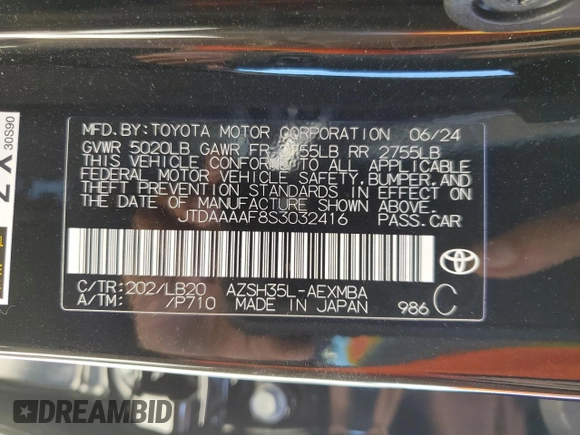 MFD. BY: TOYOTA MOTOR CORPORATION 06/24
GVWR 5020LB GAWR FR 2755LB RR 2755LB
THIS VEHICLE CONFORMS TO ALL APPLICABLE
FEDERAL MOTOR VEHICLE SAFETY, BUMPER, AND
THEFT PREVENTION STANDARDS IN EFFECT ON
THE DATE OF MANUFACTURE SHOWN ABOVE.
JTDAAAAF8S3032416 PASS. CAR
C/TR: 202/LB20 AZSH35L-AEXMBA
A/TM: /P710 MADE IN JAPAN 986 C
30S90
DREAMBID